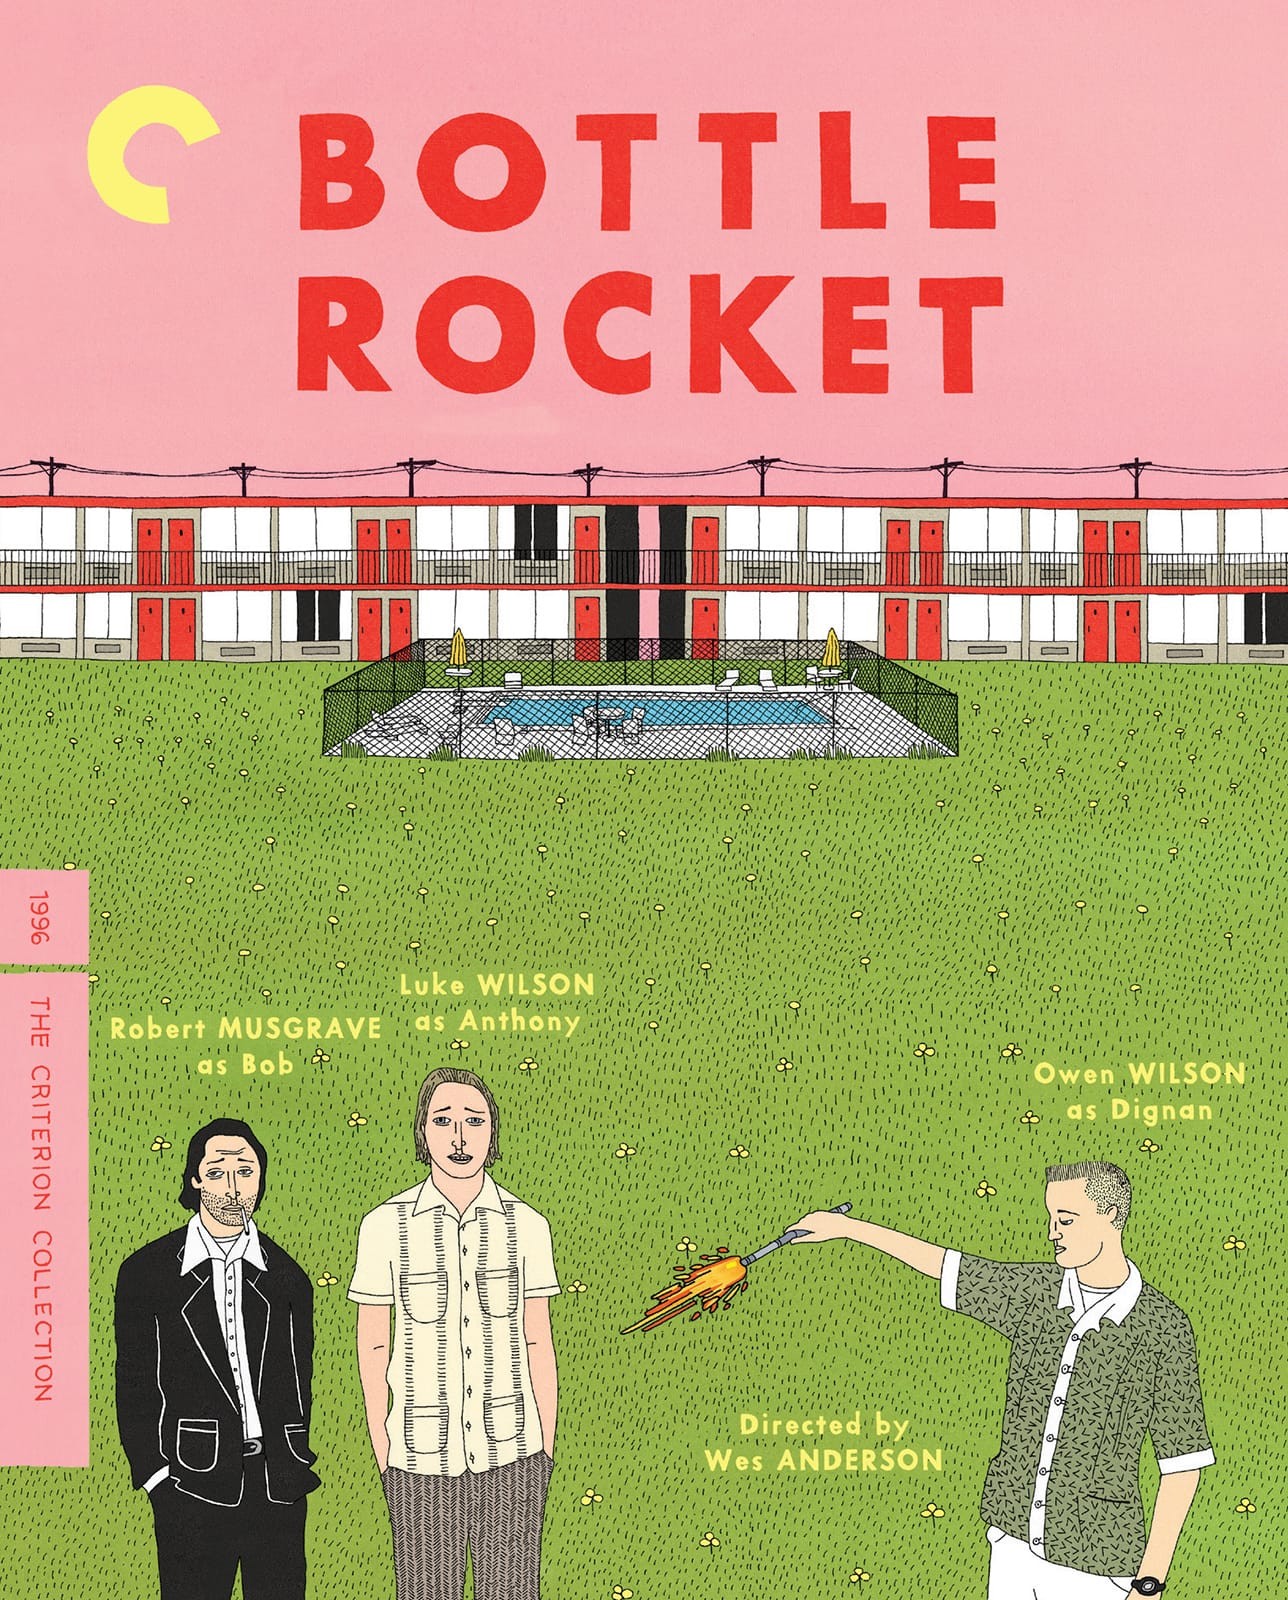 BOTTLE
ROCKET
1996
THE CRITERION COLLECTION
Luke WILSON
as Anthony
Robert MUSGRAVE
as Bob
Owen WILSON
as Dignan
Directed by
Wes ANDERSON